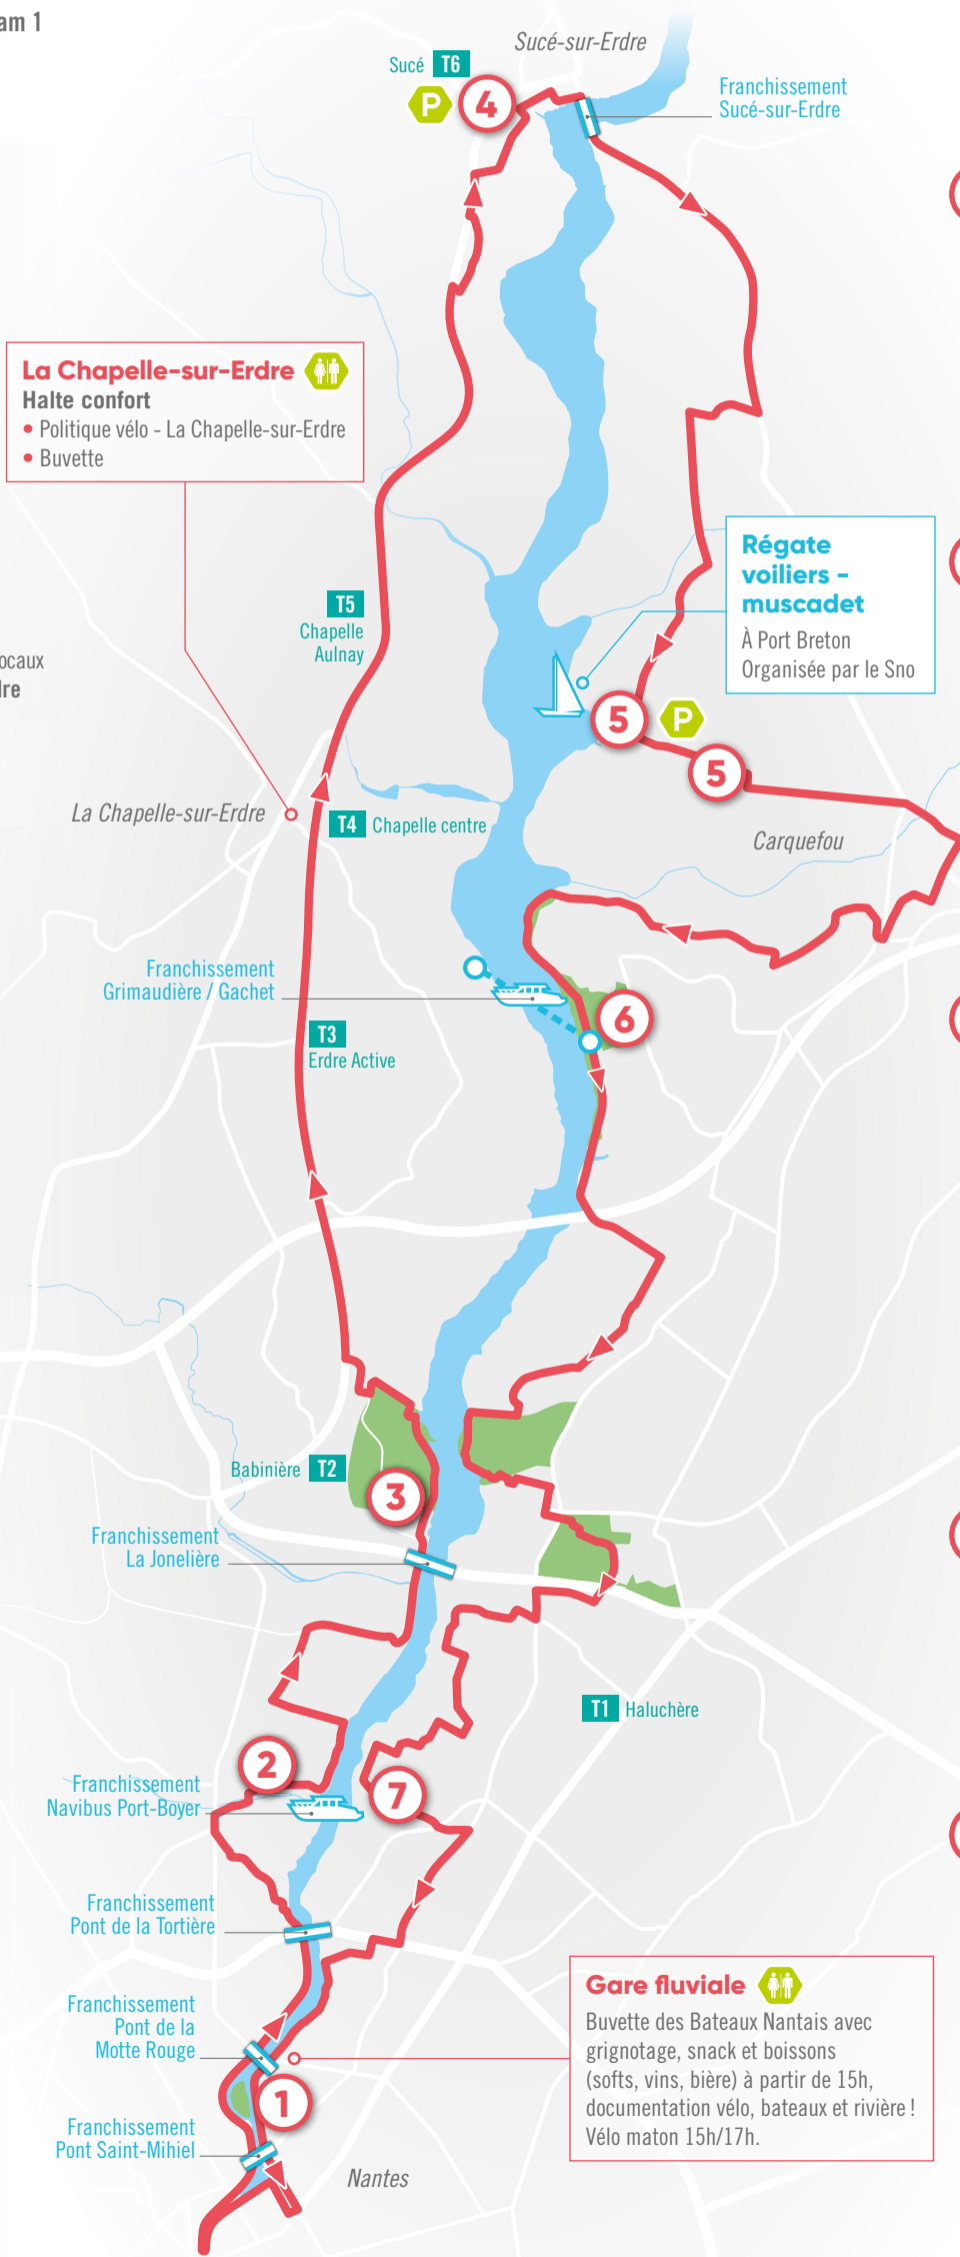 am 1
Sucé-sur-Erdre
Sucé T6
P
4
Franchissement
Sucé-sur-Erdre
La Chapelle-sur-Erdre
Halte confort
• Politique vélo - La Chapelle-sur-Erdre
• Buvette
Régate
voiliers -
muscadet
À Port Breton
Organisée par le Sno
T5
Chapelle
Aulnay
ocaux
dre
5
P
5
La Chapelle-sur-Erdre
T4 Chapelle centre
Carquefou
Franchissement
Grimaudière / Gachet
6
T3
Erdre Active
Babinière T2
3
Franchissement
La Jonelière
T1 Haluchère
2
Franchissement
Navibus Port-Boyer
7
Franchissement
Pont de la Tortière
Franchissement
Pont de la
Motte Rouge
1
Franchissement
Pont Saint-Mihiel
Gare fluviale
Buvette des Bateaux Nantais avec
grignotage, snack et boissons
(softs, vins, bière) à partir de 15h,
documentation vélo, bateaux et rivière !
Vélo maton 15h/17h.
Nantes